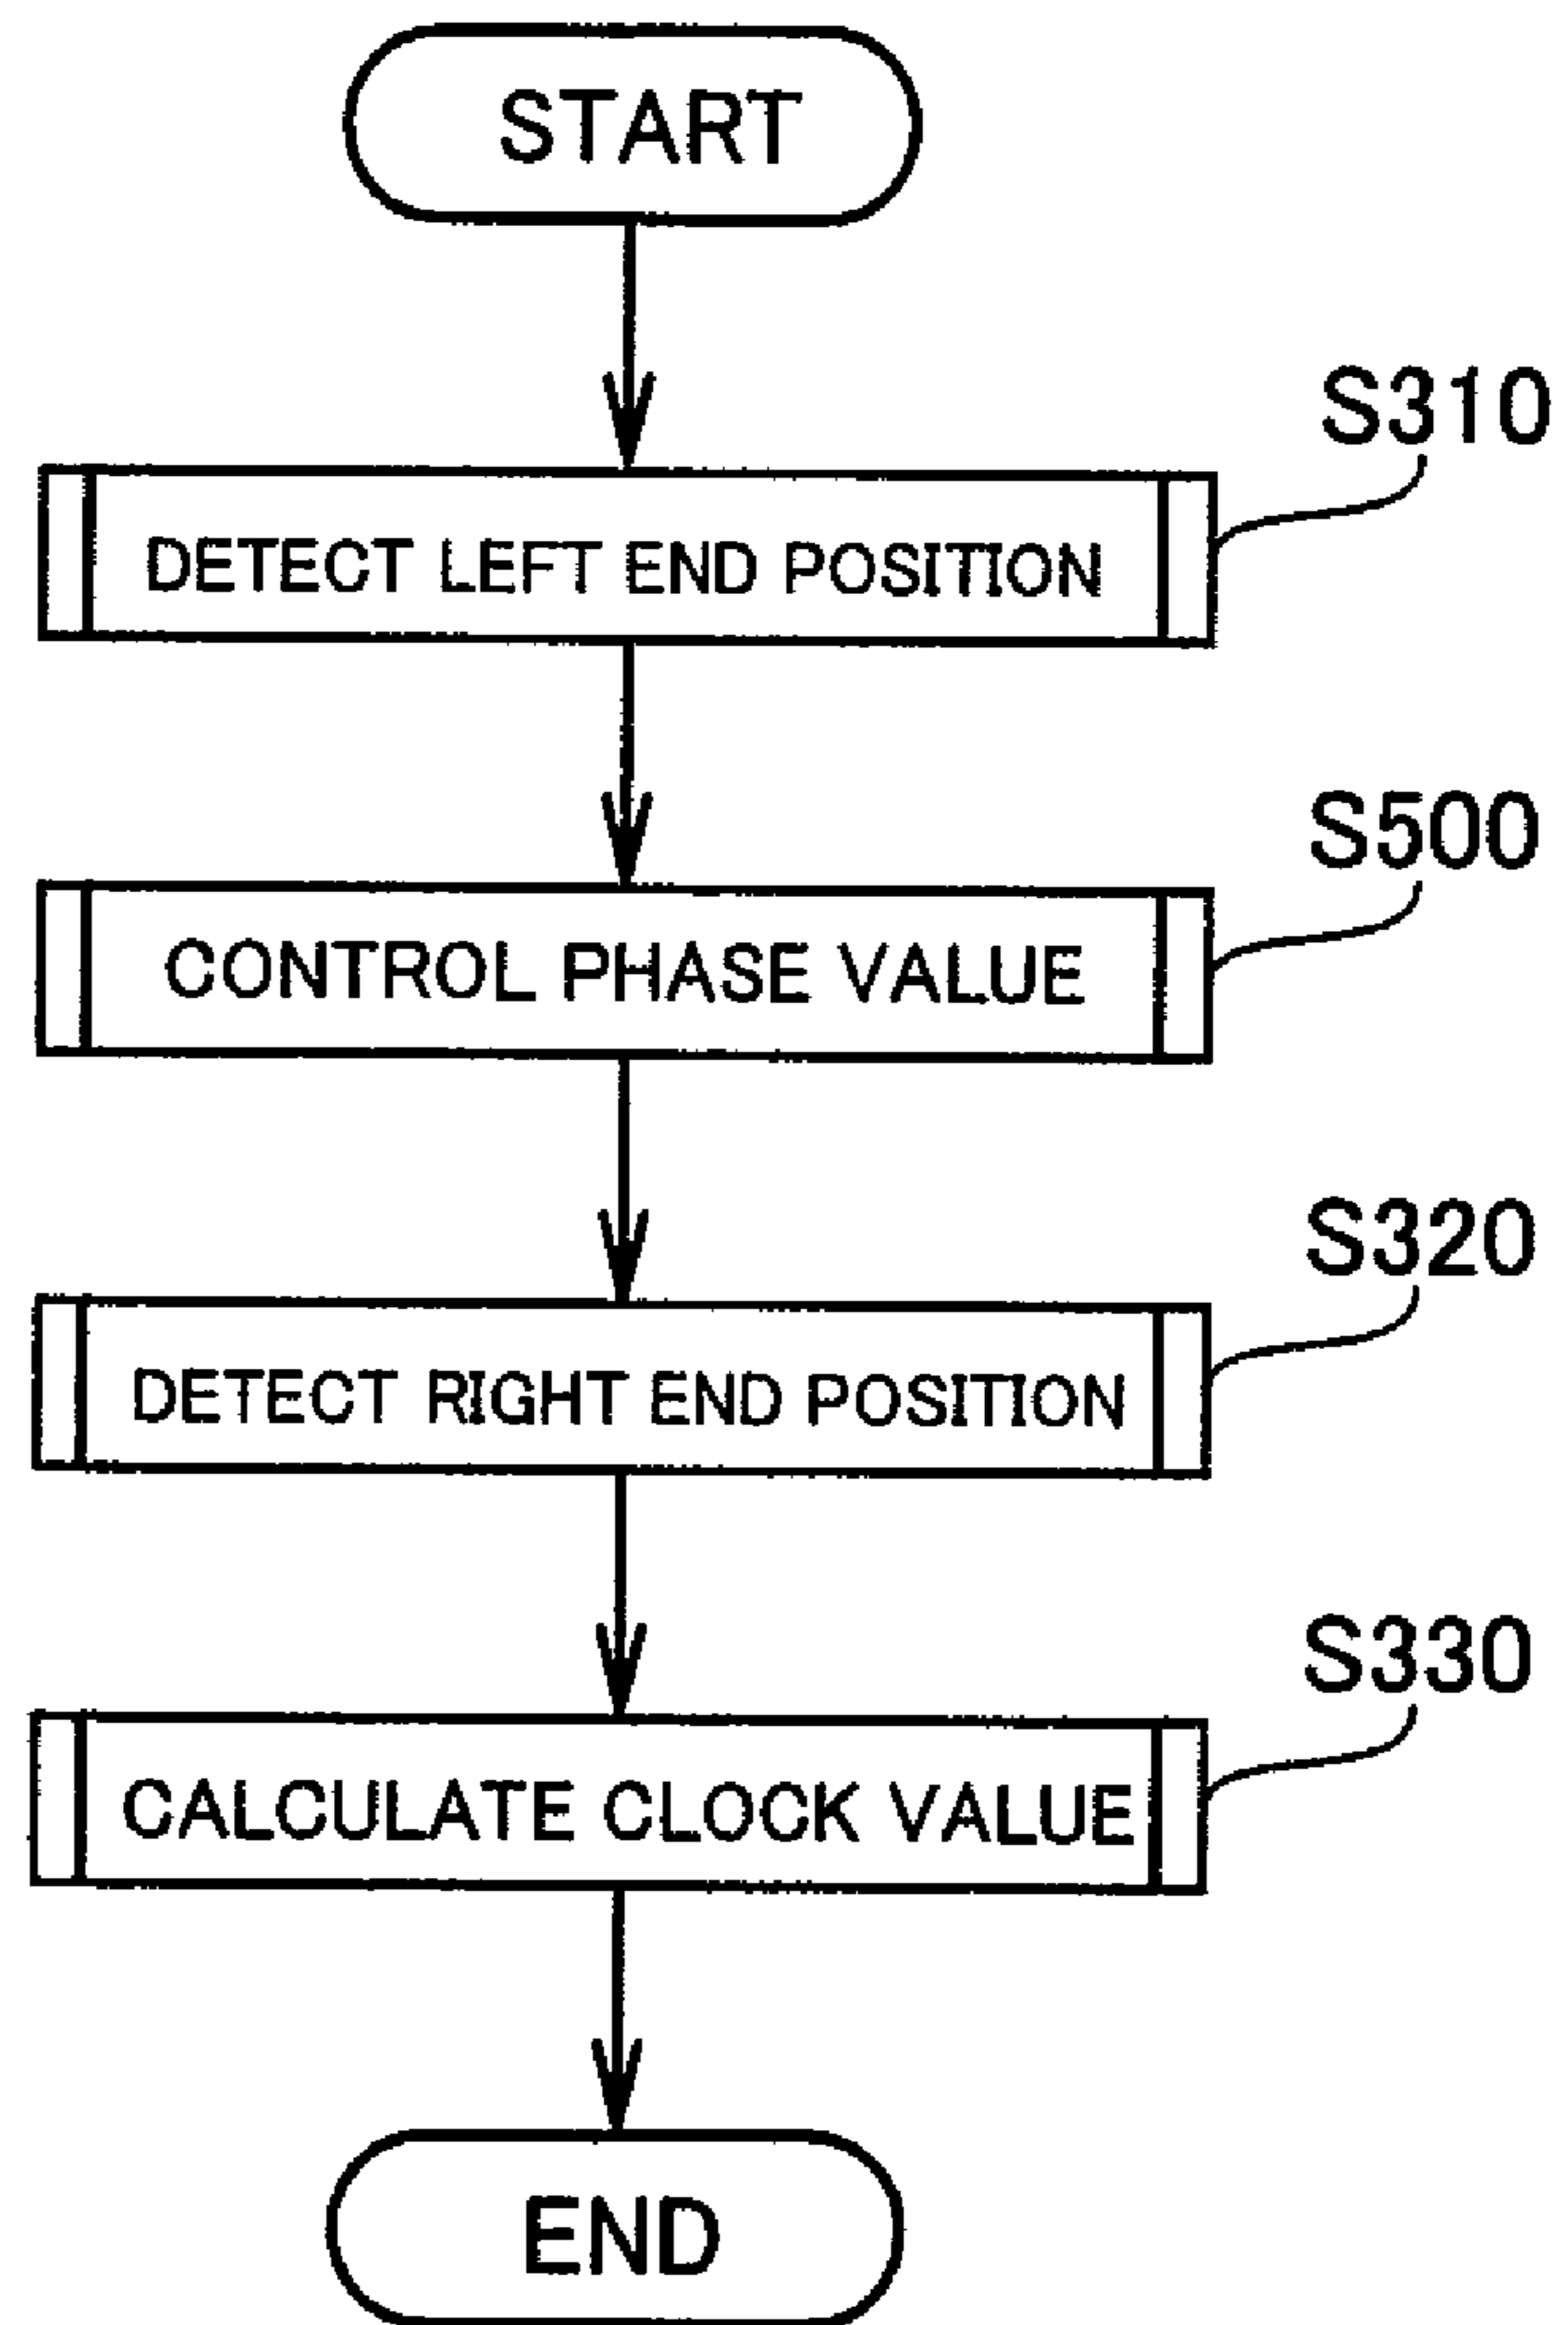 START
S310
DETECT LEFT END POSITION
S500
CONTROL PHASE VALUE
S320
DETECT RIGHT END POSITION
S330
CALCULATE CLOCK VALUE
END